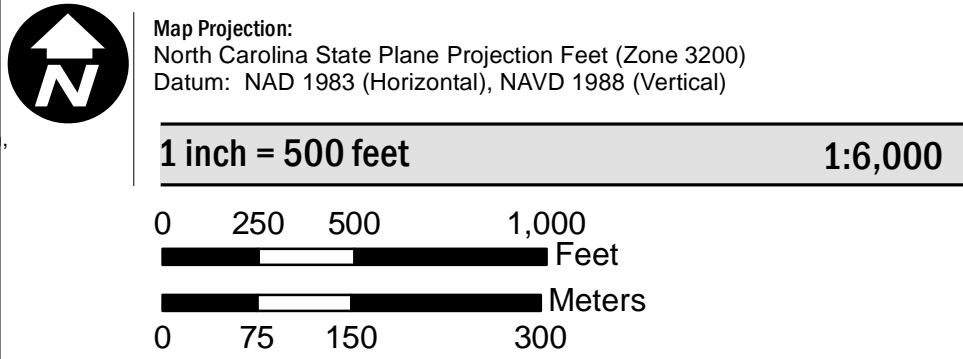 N
Map Projection:
North Carolina State Plane Projection Feet (Zone 3200)
Datum: NAD 1983 (Horizontal), NAVD 1988 (Vertical)
,
1 inch = 500 feet 1:6,000
0 250 500 1,000
Feet
Meters
0 75 150 300